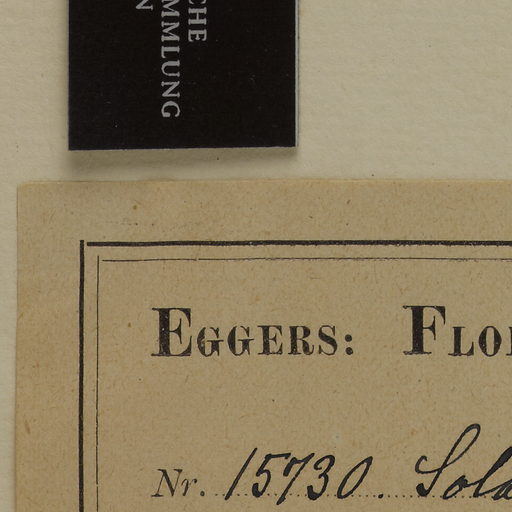 CHE
MMLUNG
N
EGGERS: FLO
Nr. 15730. Sola